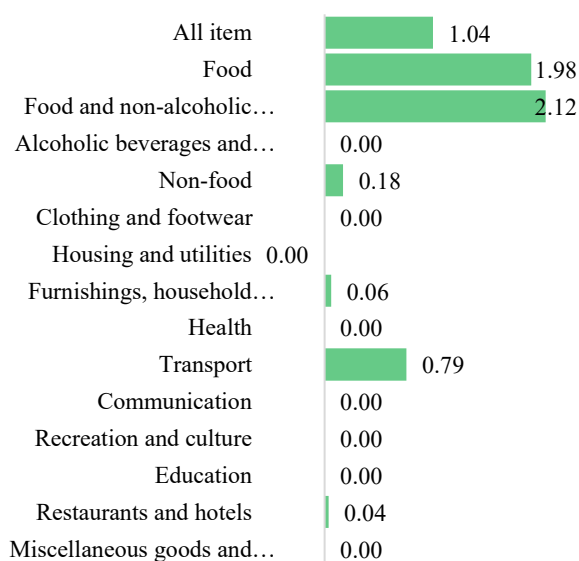 All item 1.04
Food 1.98
Food and non-alcoholic… 2.12
Alcoholic beverages and… 0.00
Non-food 0.18
Clothing and footwear 0.00
Housing and utilities 0.00
Furnishings, household… 0.06
Health 0.00
Transport 0.79
Communication 0.00
Recreation and culture 0.00
Education 0.00
Restaurants and hotels 0.04
Miscellaneous goods and… 0.00